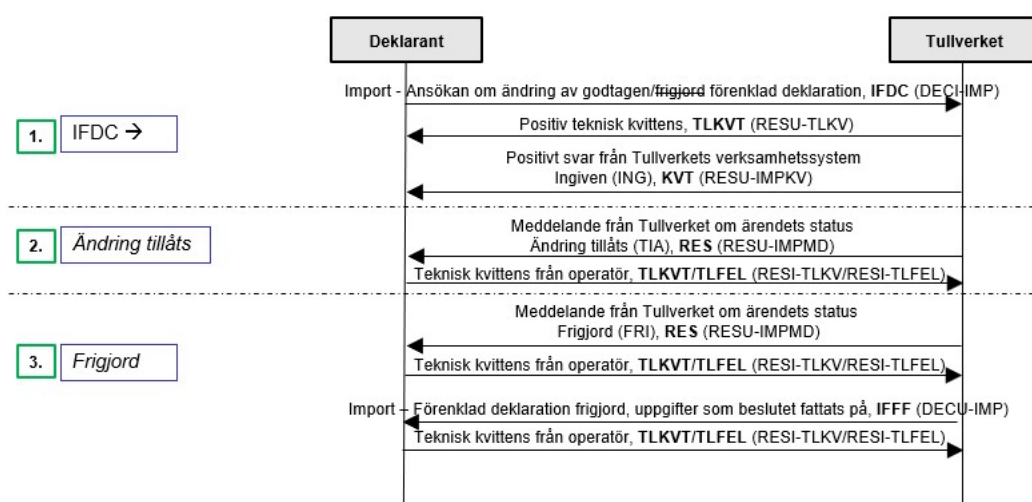 Deklarant
Tullverket
Import - Ansökan om ändring av godtagen/frigjord förenklad deklaration, IFDC (DECI-IMP)
1.
IFDC →
Positiv teknisk kvittens, TLKVT (RESU-TLKV)
Positivt svar från Tullverkets verksamhetssystem
Ingiven (ING), KVT (RESU-IMPKV)
2.
Ändring tillåts
Meddelande från Tullverket om ärendets status
Ändring tillåts (TIA), RES (RESU-IMPMD)
Teknisk kvittens från operatör, TLKVT/TLFEL (RESI-TLKV/RESI-TLFEL)
3.
Frigjord
Meddelande från Tullverket om ärendets status
Frigjord (FRI), RES (RESU-IMPMD)
Teknisk kvittens från operatör, TLKVT/TLFEL (RESI-TLKV/RESI-TLFEL)
Import – Förenklad deklaration frigjord, uppgifter som beslutet fattats på, IFFF (DECU-IMP)
Teknisk kvittens från operatör, TLKVT/TLFEL (RESI-TLKV/RESI-TLFEL)